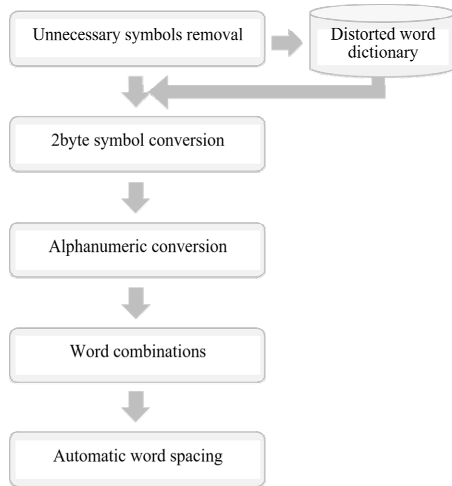 Unnecessary symbols removal
Distorted word
dictionary
2byte symbol conversion
Alphanumeric conversion
Word combinations
Automatic word spacing